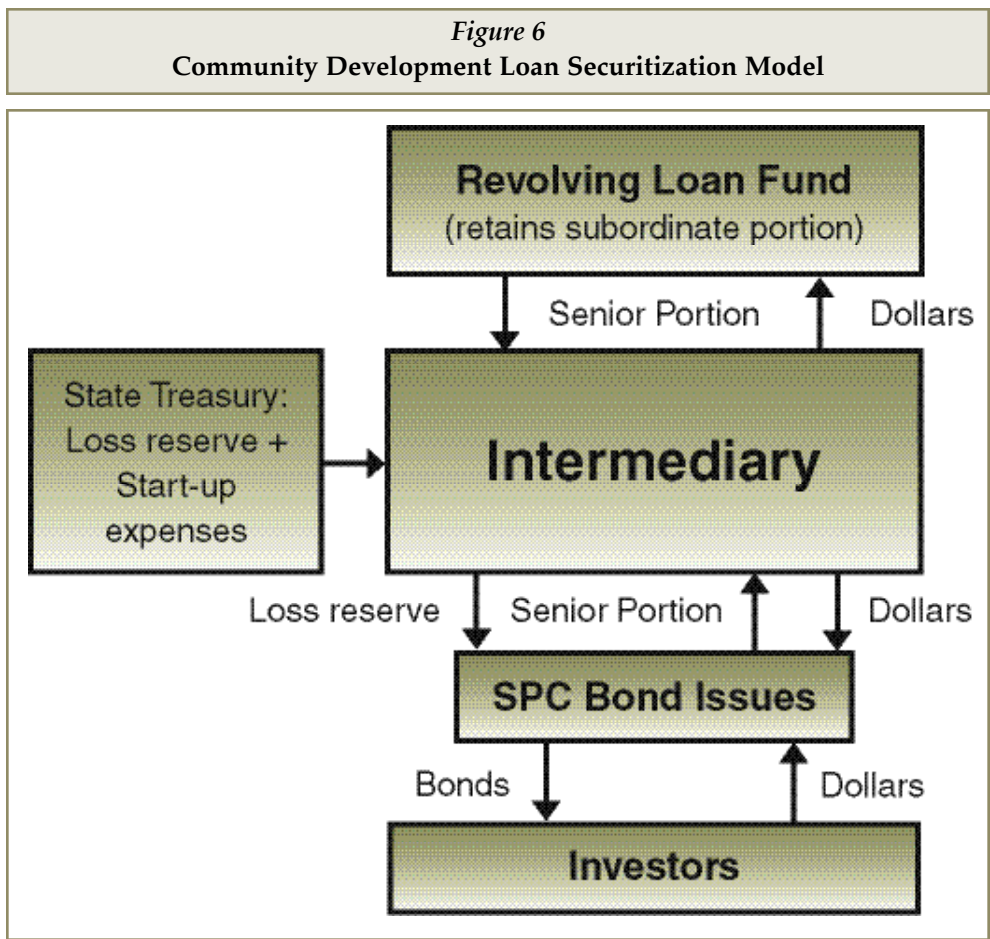 Figure 6
Community Development Loan Securitization Model
Revolving Loan Fund
(retains subordinate portion)
Senior Portion
Dollars
State Treasury:
Loss reserve +
Start-up
expenses
Intermediary
Loss reserve
Senior Portion
Dollars
SPC Bond Issues
Bonds
Dollars
Investors